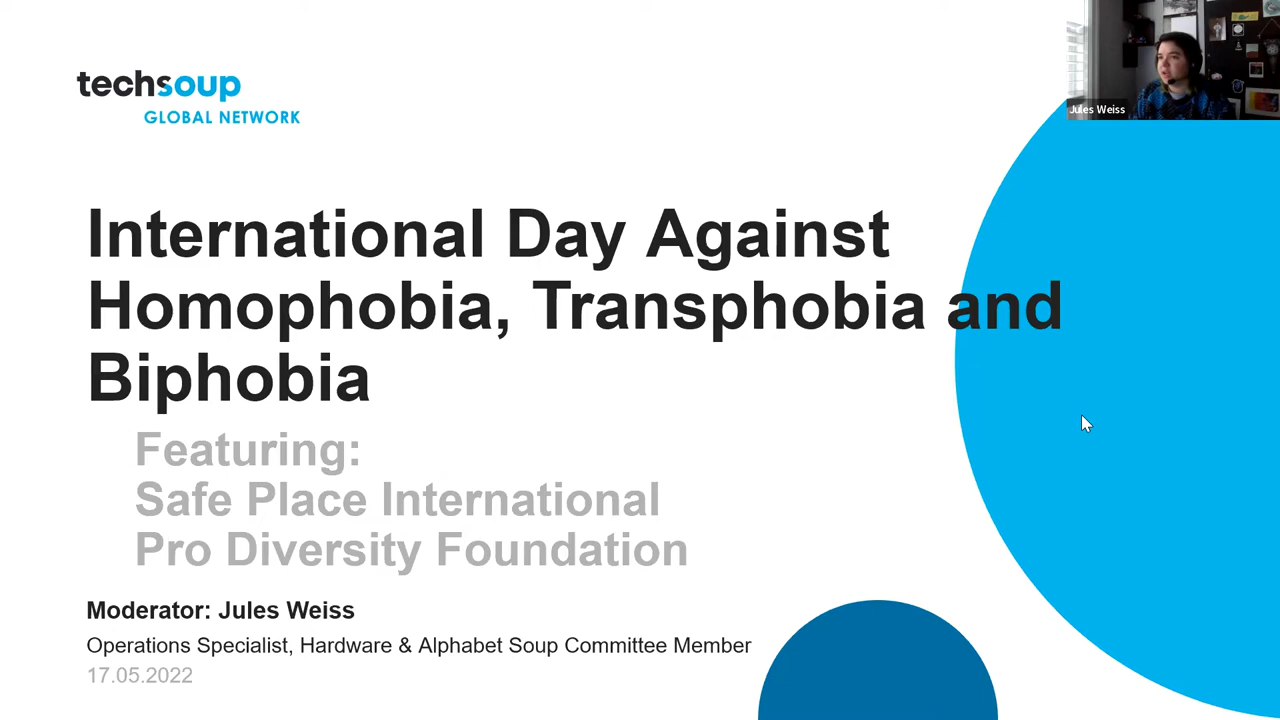 techsoup
GLOBAL NETWORK
Jules Weiss
International Day Against
Homophobia, Transphobia and
Biphobia
Featuring:
Safe Place International
Pro Diversity Foundation
Moderator: Jules Weiss
Operations Specialist, Hardware & Alphabet Soup Committee Member
17.05.2022